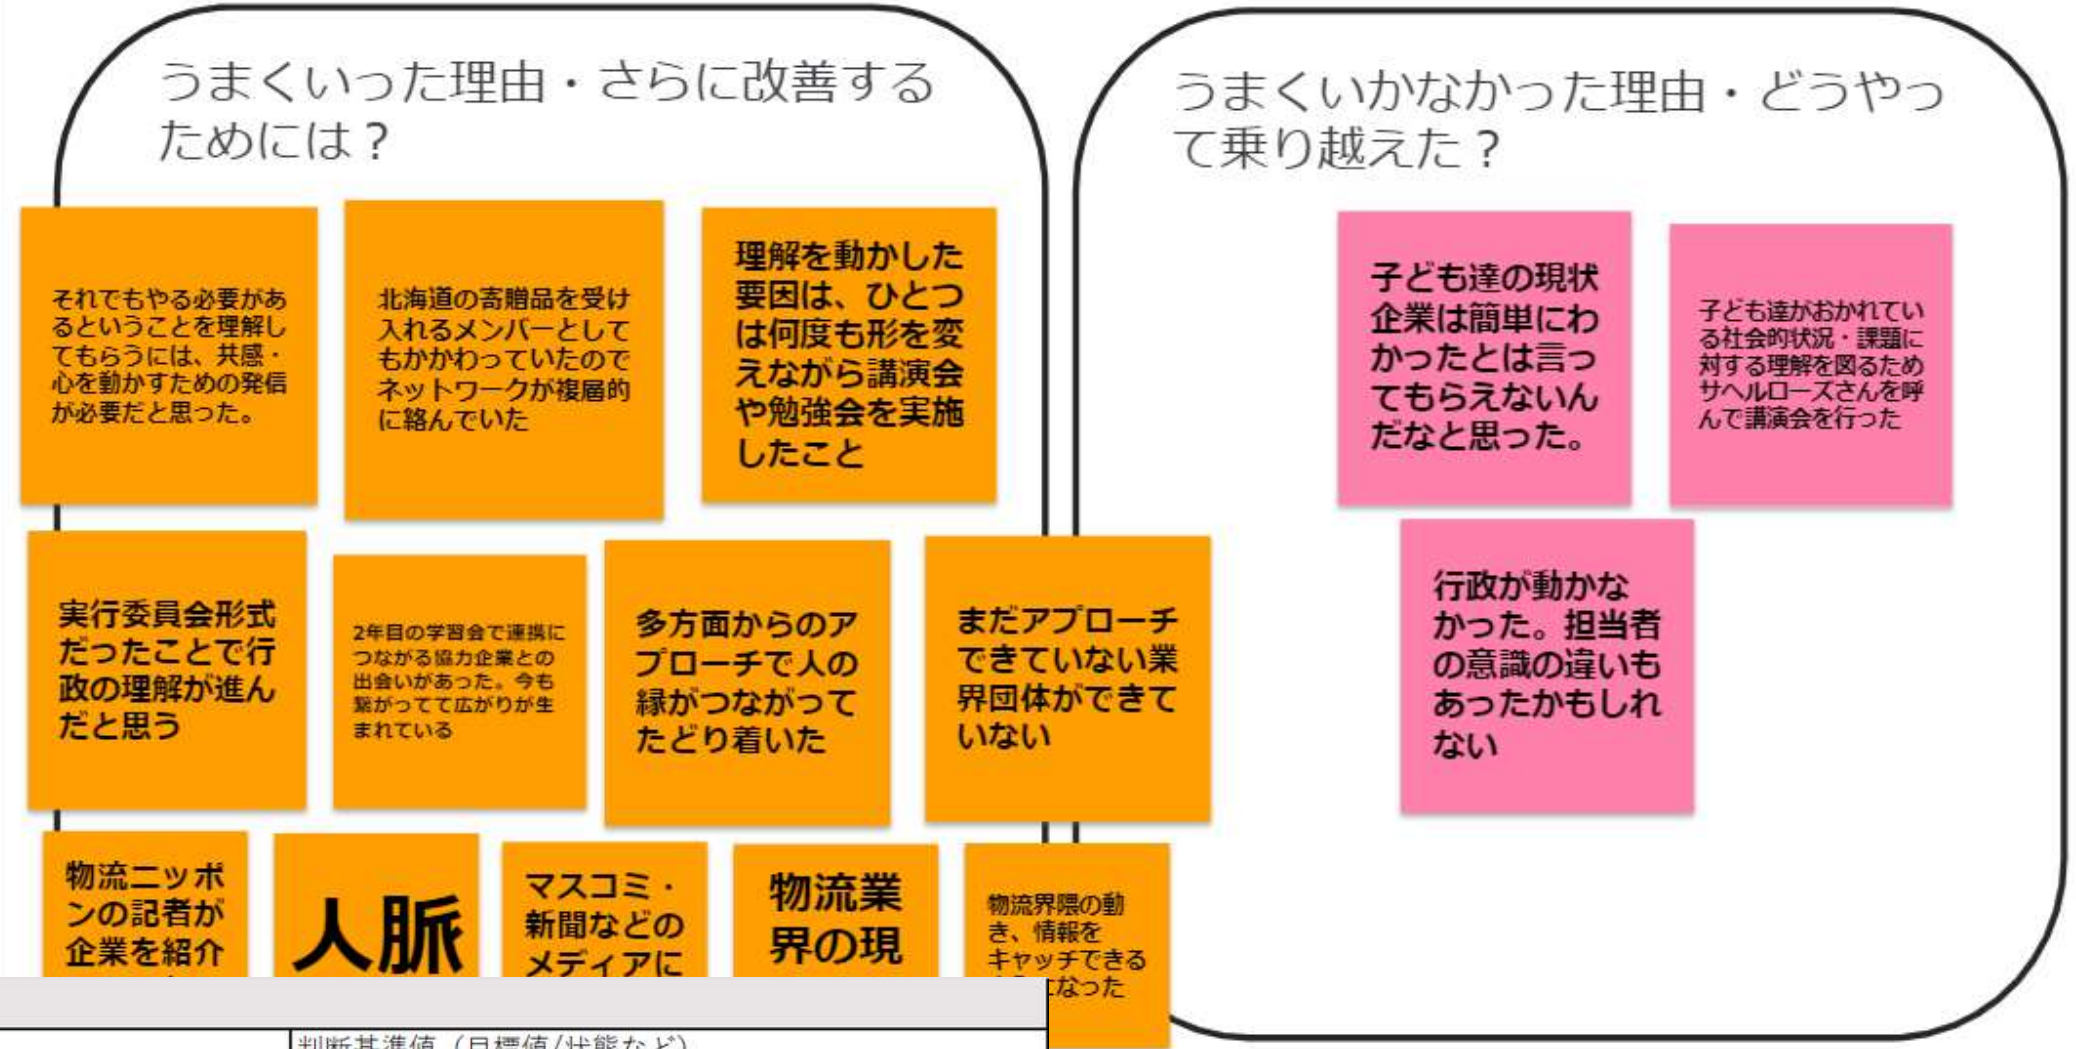 うまくいった理由・さらに改善する
ためには？
うまくいかなかった理由・どうやっ
て乗り越えた？
それでもやる必要があ
るということを理解し
てもらうには、共感・
心を動かすための発信
が必要だと思った。
北海道の寄贈品を受け
入れるメンバーとして
もかかわっていたので
ネットワークが複層的
に絡んでいた
理解を動かした
要因は、ひとつ
は何度も形を変
えながら講演会
や勉強会を実施
したこと
子ども達の現状
企業は簡単にわ
かったとは言っ
てもらえないん
だなと思った。
子ども達がおかれてい
る社会的状況・課題に
対する理解を図るため
サヘルローズさんを呼
んで講演会を行った
実行委員会形式
だったことで行
政の理解が進ん
だと思う
2年目の学習会で連携に
つながる協力企業との
出会いがあった。今も
繋がってて広がりが生
まれている
多方面からのア
プローチで人の
縁がつながって
たどり着いた
まだアプローチ
できていない業
界団体ができて
いない
行政が動かな
かった。担当者
の意識の違いも
あったかもしれ
ない
物流ニッポ
ンの記者が
企業を紹介
人脈
マスコミ・
新聞などの
メディアに
物流業
界の現
物流界隈の動
き、情報を
キャッチできる
なった
判断基準値（目標値/状態など）